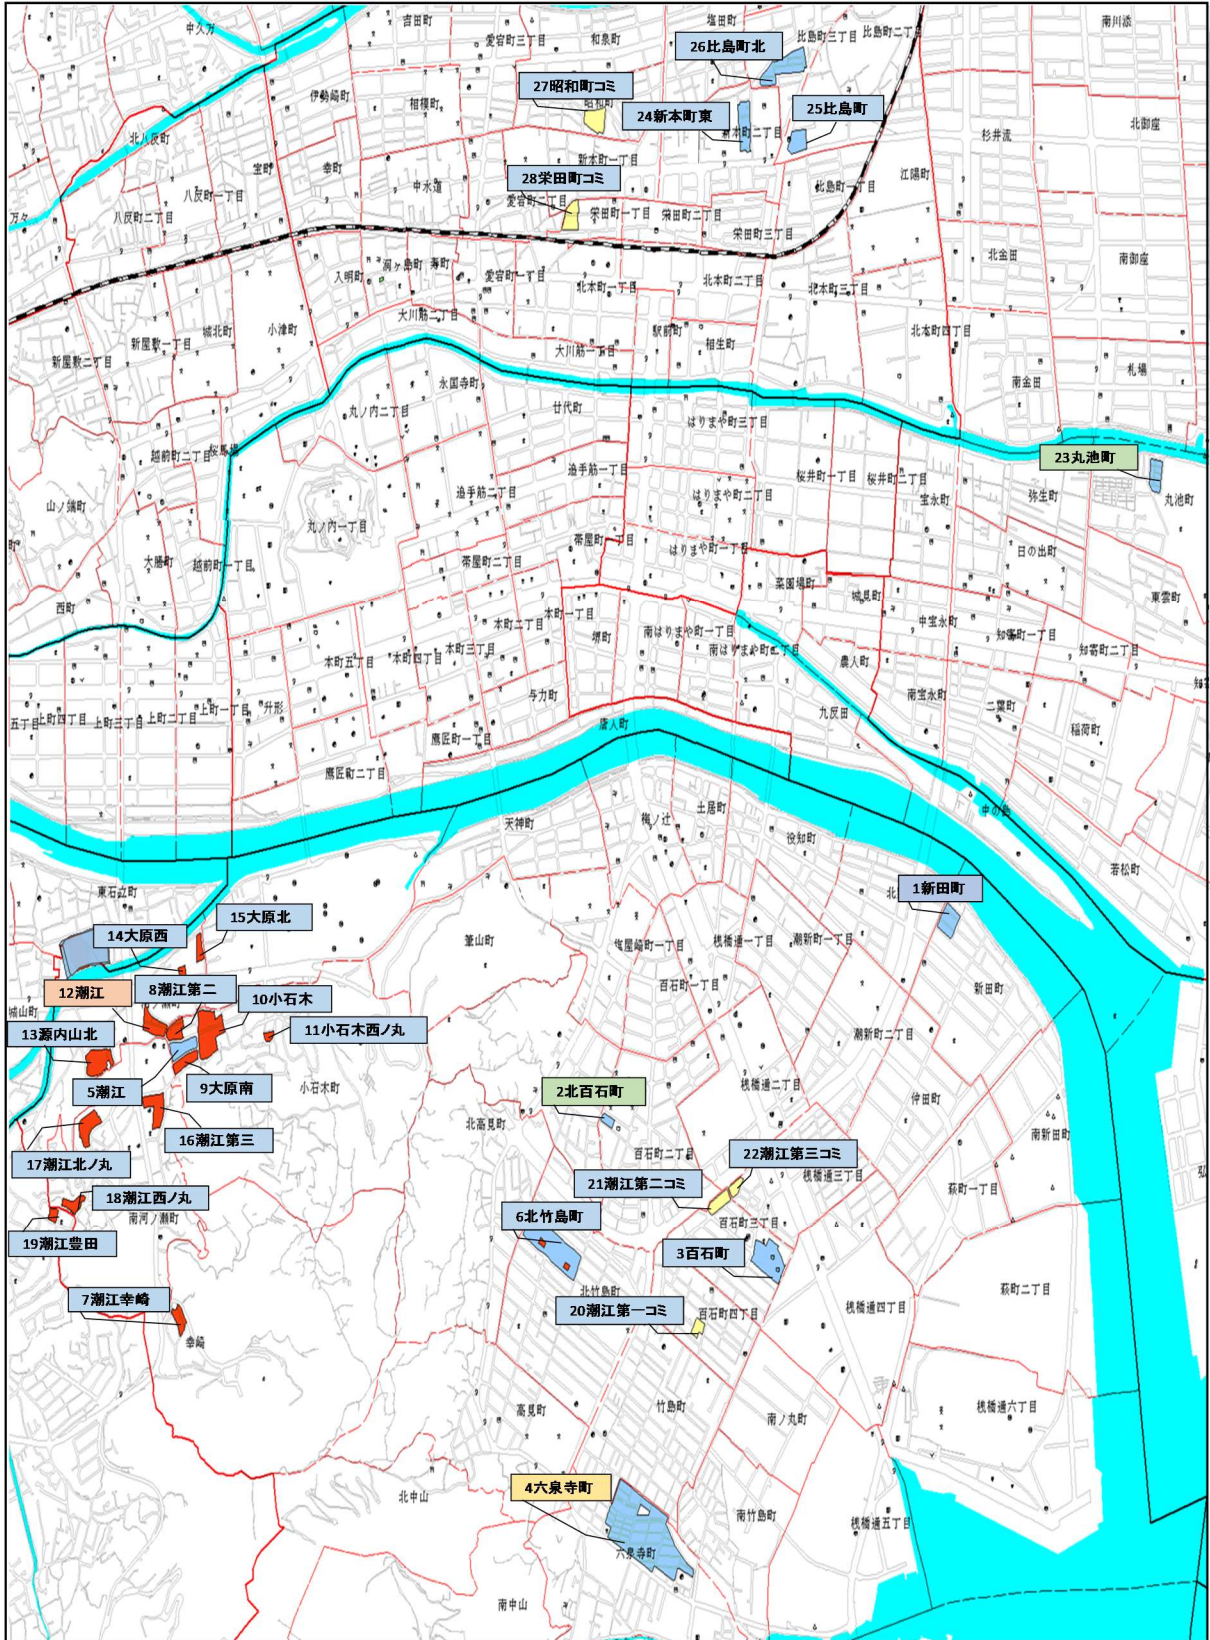 中久万
吉田町
愛宕町三丁目
和泉町
塩田町
比島町三丁目
比島町二丁目
南川添
26比島町北
伊勢崎町
相模町
27昭和町コミ
昭和町
24新本町東
25比島町
新本町二丁目
杉井流
北御座
北八反町
宝町
幸町
中水道
新本町一丁目
28栄田町コミ
愛宕町二丁目
栄田町一丁目
栄田町二丁目
栄田町三丁目
比島町一丁目
江陽町
八反町一丁目
八反町二丁目
万々
入明町
洞ヶ島町
寿町
愛宕町一丁目
北本町一丁目
北本町二丁目
北本町三丁目
北金田
南御座
新屋敷二丁目
新屋敷一丁目
城北町
小津町
大川筋二丁目
大川筋一丁目
駅前町
相生町
北本町四丁目
南金田
札場
永国寺町
丸ノ内二丁目
廿代町
はりまや町三丁目
越前町二丁目
桜馬場
追手筋一丁目
追手筋二丁目
はりまや町二丁目
桜井町一丁目
桜井町二丁目
宝永町
弥生町
23丸池町
丸池町
山ノ端町
丸ノ内一丁目
大膳町
越前町一丁目
帯屋町二丁目
帯屋町一丁目
はりまや町一丁目
菜園場町
城見町
日の出町
東雲町
西町
本町一丁目
本町二丁目
本町三丁目
本町四丁目
本町五丁目
堺町
南はりまや町一丁目
南はりまや町二丁目
農人町
中宝永町
知寄町一丁目
知寄町二丁目
五丁目
上町四丁目
上町三丁目
上町二丁目
上町一丁目
升形
与力町
鷹匠町一丁目
鷹匠町二丁目
唐人町
九反田
南宝永町
二葉町
稲荷町
天神町
梅ノ辻
土居町
役知町
中の島
若松町
東石立町
15大原北
14大原西
12潮江
8潮江第二
10小石木
11小石木西ノ丸
城山町
13源内山北
5潮江
9大原南
小石木町
16潮江第三
17潮江北ノ丸
18潮江西ノ丸
19潮江豊田
南河ノ瀬町
7潮江幸崎
幸崎
筆山町
塩屋崎町一丁目
桟橋通一丁目
潮新町一丁目
1新田町
新田町
百石町一丁目
潮新町二丁目
桟橋通二丁目
仲田町
南新田町
2北百石町
北高見町
百石町二丁目
22潮江第三コミ
桟橋通三丁目
萩町一丁目
21潮江第二コミ
6北竹島町
百石町三丁目
3百石町
北竹島町
20潮江第一コミ
百石町四丁目
桟橋通四丁目
萩町二丁目
高見町
竹島町
南ノ丸町
桟橋通六丁目
北中山
4六泉寺町
六泉寺町
南竹島町
桟橋通五丁目
南中山